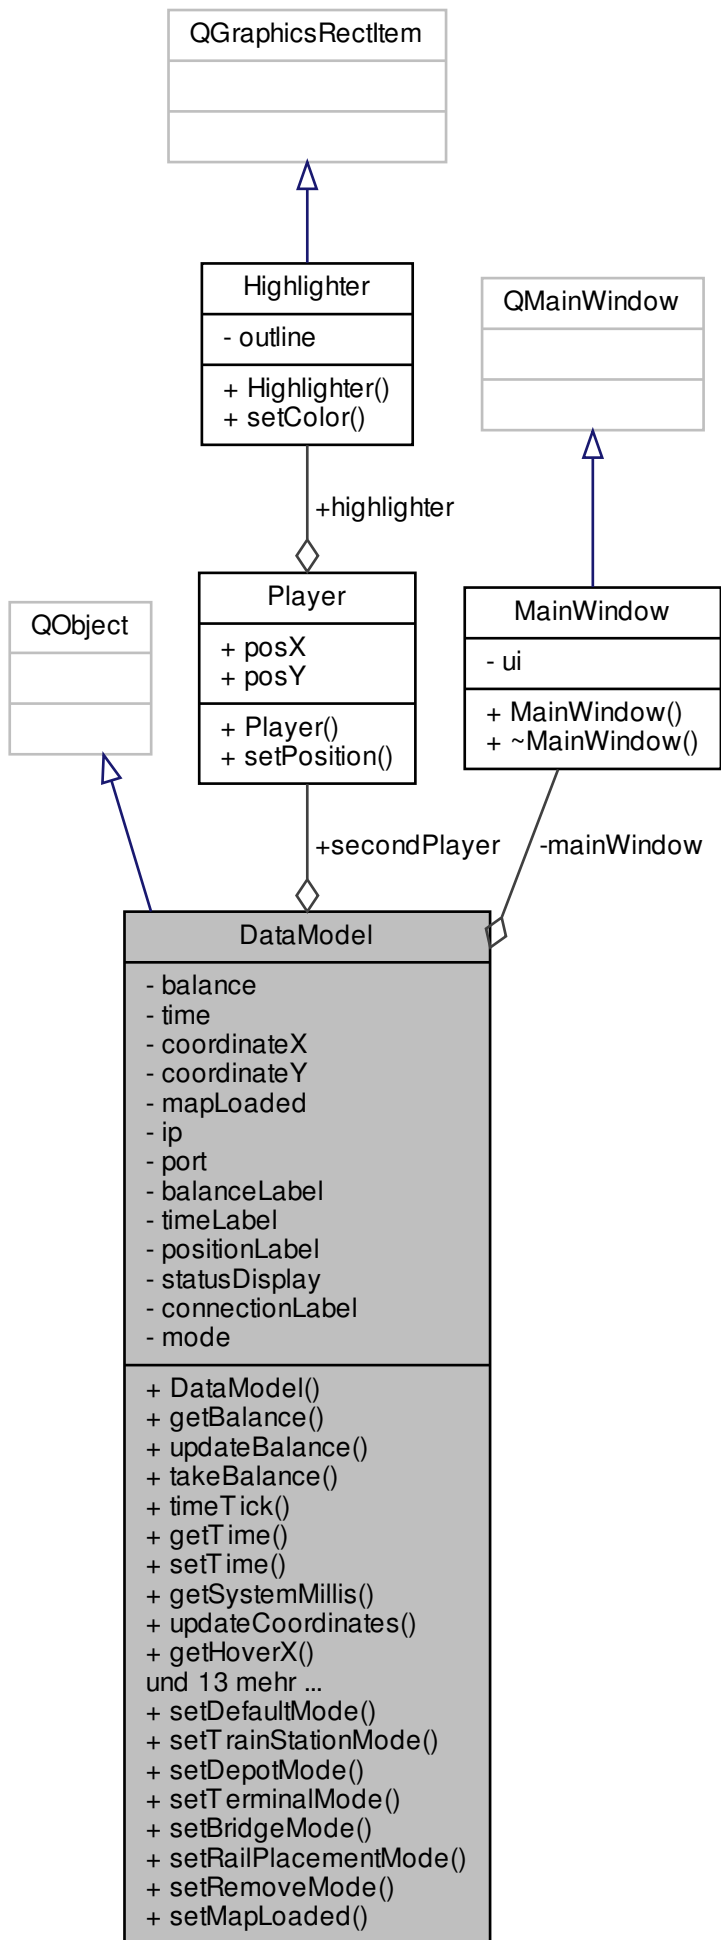 QGraphicsRectItem
Highlighter
- outline
+ Highlighter()
+ setColor()
QMainWindow
+highlighter
Player
+ posX
+ posY
+ Player()
+ setPosition()
MainWindow
- ui
+ MainWindow()
+ ~MainWindow()
QObject
+secondPlayer
-mainWindow
DataModel
- balance
- time
- coordinateX
- coordinateY
- mapLoaded
- ip
- port
- balanceLabel
- timeLabel
- positionLabel
- statusDisplay
- connectionLabel
- mode
+ DataModel()
+ getBalance()
+ updateBalance()
+ takeBalance()
+ timeTick()
+ getTime()
+ setTime()
+ getSystemMillis()
+ updateCoordinates()
+ getHoverX()
und 13 mehr ...
+ setDefaultMode()
+ setTrainStationMode()
+ setDepotMode()
+ setTerminalMode()
+ setBridgeMode()
+ setRailPlacementMode()
+ setRemoveMode()
+ setMapLoaded()